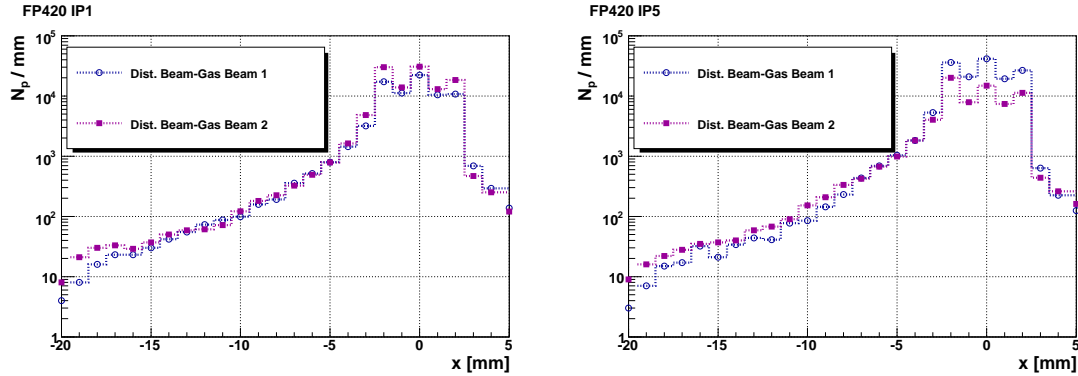 FP420 IP1
N_p / mm
10^5
10^4
10^3
10^2
10
1
Dist. Beam-Gas Beam 1
Dist. Beam-Gas Beam 2
-20 -15 -10 -5 0 5
x [mm]
FP420 IP5
N_p / mm
10^5
10^4
10^3
10^2
10
1
Dist. Beam-Gas Beam 1
Dist. Beam-Gas Beam 2
-20 -15 -10 -5 0 5
x [mm]